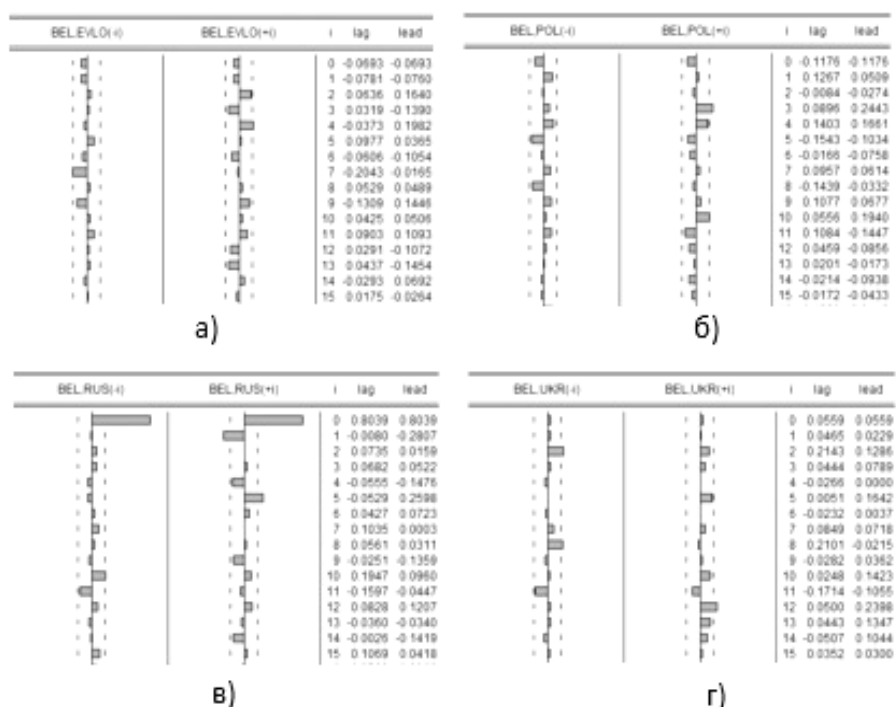 BEL.EVLO(-i) BEL.EVLO(+i) i lag lead
0 -0.0693 -0.0693
1 -0.0781 -0.0760
2 0.0636 0.1640
3 0.0319 -0.1390
4 -0.0373 0.1982
5 0.0977 0.0365
6 -0.0606 -0.1054
7 -0.2043 -0.0165
8 0.0529 0.0489
9 -0.1309 0.1446
10 0.0425 0.0506
11 0.0903 0.1093
12 0.0291 -0.1072
13 0.0437 -0.1454
14 -0.0293 0.0692
15 0.0175 -0.0264
а)
BEL.POL(-i) BEL.POL(+i) i lag lead
0 -0.1176 -0.1176
1 0.1267 0.0509
2 -0.0084 -0.0274
3 0.0896 0.2443
4 0.1403 0.1661
5 -0.1543 -0.1034
6 -0.0166 -0.0758
7 0.0957 0.0614
8 -0.1439 -0.0332
9 0.1077 0.0677
10 0.0556 0.1940
11 0.1084 -0.1447
12 0.0459 -0.0856
13 0.0201 -0.0173
14 -0.0214 -0.0938
15 -0.0172 -0.0433
б)
BEL.RUS(-i) BEL.RUS(+i) i lag lead
0 0.8039 0.8039
1 -0.0080 -0.2807
2 0.0735 0.0159
3 0.0682 0.0522
4 -0.0555 -0.1476
5 -0.0529 0.2598
6 0.0427 0.0723
7 0.1035 0.0003
8 0.0561 0.0311
9 -0.0251 -0.1359
10 0.1947 0.0960
11 -0.1597 -0.0447
12 0.0828 0.1207
13 -0.0360 -0.0340
14 -0.0026 -0.1419
15 0.1069 0.0418
в)
BEL.UKR(-i) BEL.UKR(+i) i lag lead
0 0.0559 0.0559
1 0.0465 0.0229
2 0.2143 0.1286
3 0.0444 0.0789
4 -0.0266 0.0000
5 0.0051 0.1642
6 -0.0232 0.0037
7 0.0849 0.0718
8 0.2101 -0.0215
9 -0.0282 0.0362
10 0.0248 0.1423
11 -0.1714 -0.1055
12 0.0500 0.2398
13 0.0443 0.1347
14 -0.0507 0.1044
15 0.0352 0.0300
г)